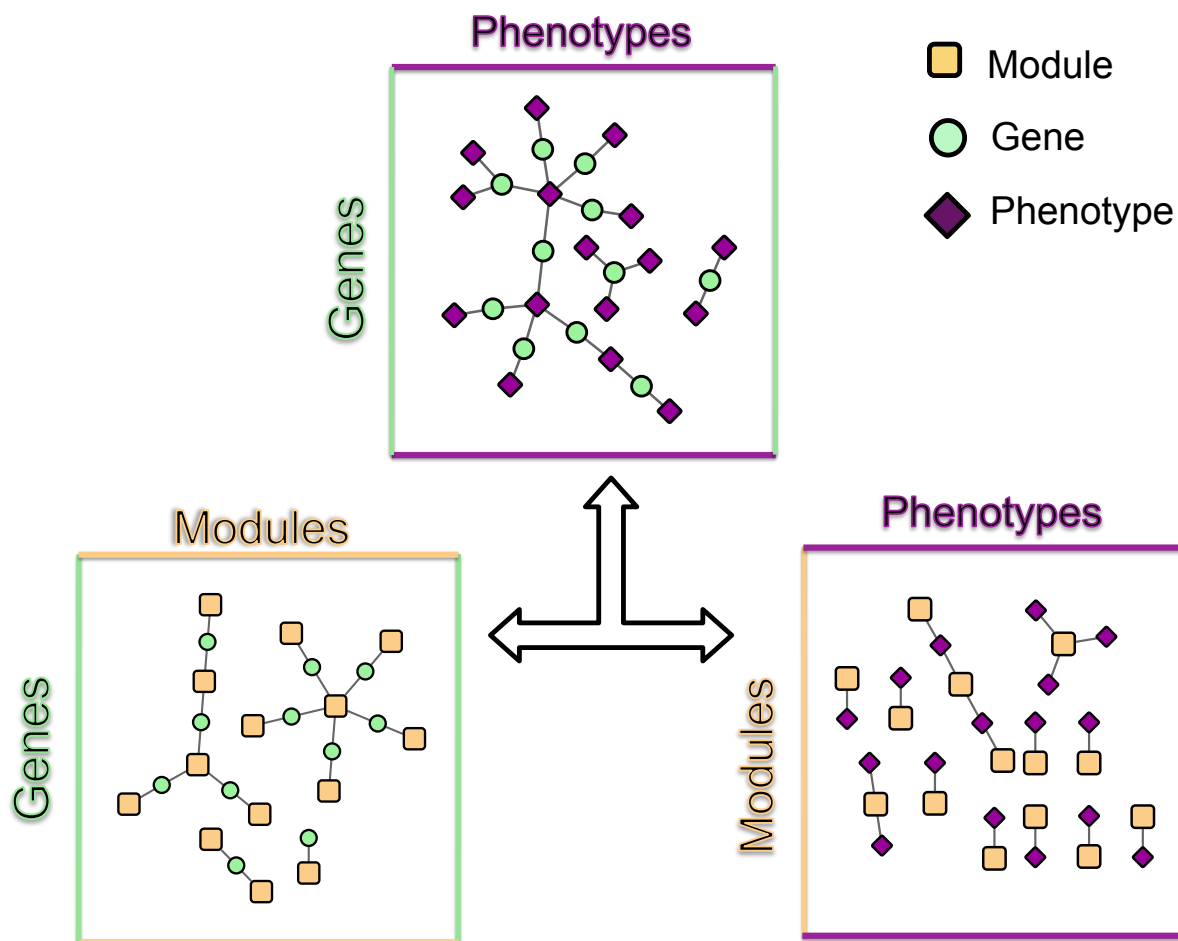 Phenotypes
Module
Gene
Phenotype
Genes
Modules
Phenotypes
Genes
Modules